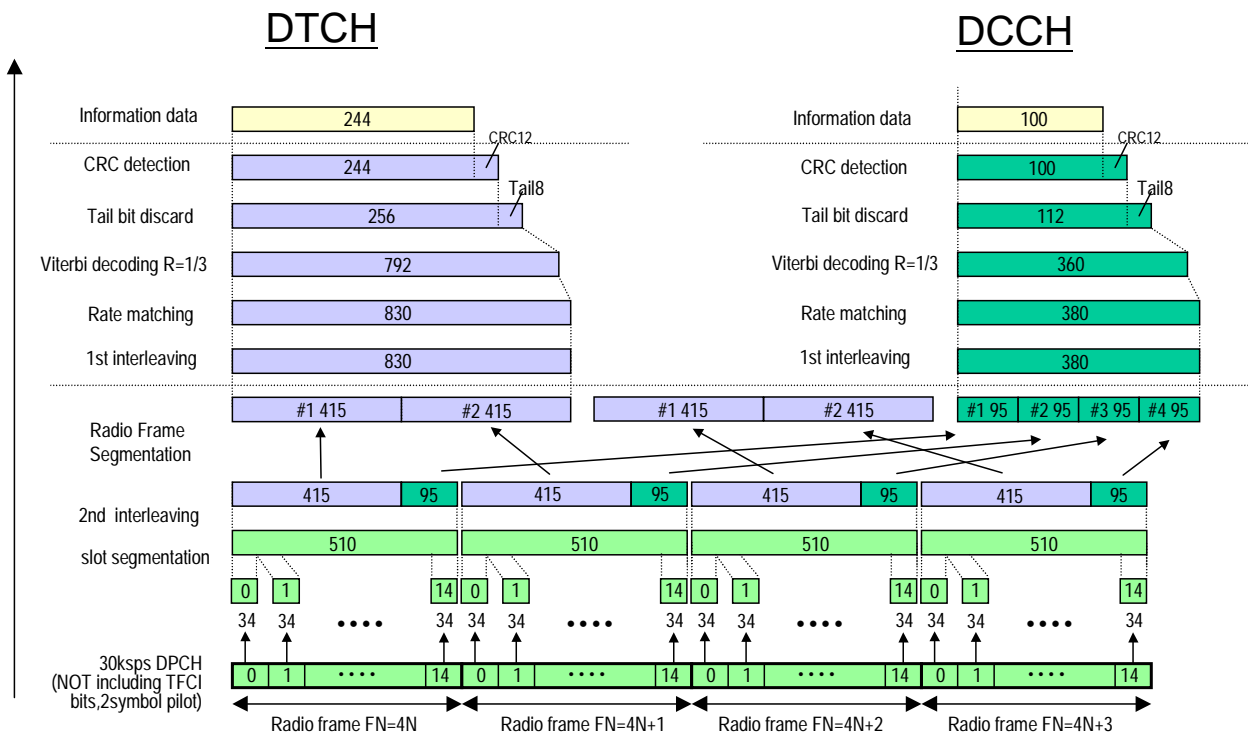 DTCH DCCH
Information data 244 Information data 100
CRC12 CRC12
CRC detection 244 CRC detection 100
Tail8 Tail8
Tail bit discard 256 Tail bit discard 112
Viterbi decoding R=1/3 792 Viterbi decoding R=1/3 360
Rate matching 830 Rate matching 380
1st interleaving 830 1st interleaving 380
#1 415 #2 415 #1 415 #2 415 #1 95 #2 95 #3 95 #4 95
Radio Frame
Segmentation
415 95 415 95 415 95 415 95
2nd interleaving
510 510 510 510
slot segmentation
0 1 14 0 1 14 0 1 14 0 1 14
34 34 •••• 34 34 34 •••• 34 34 34 •••• 34 34 34 •••• 34
30ksps DPCH
(NOT including TFCI
bits,2symbol pilot)
0 1 •••• 14 0 1 •••• 14 0 1 •••• 14 0 1 •••• 14
Radio frame FN=4N Radio frame FN=4N+1 Radio frame FN=4N+2 Radio frame FN=4N+3